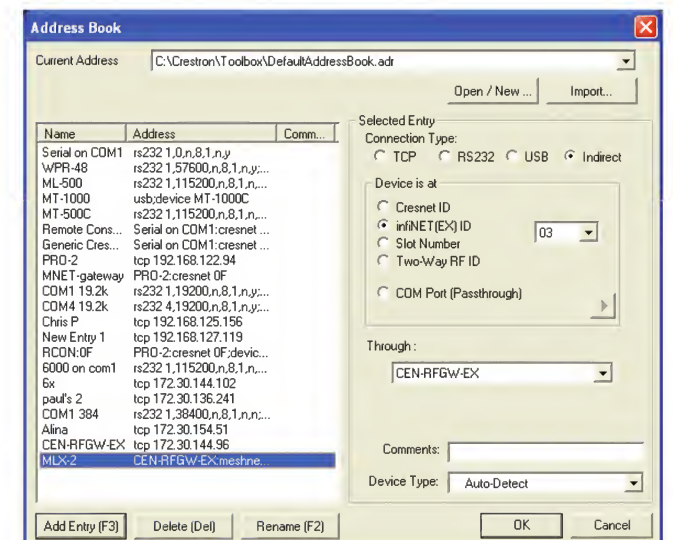 Address Book
Current Address C:\Crestron\Toolbox\DefaultAddressBook.adr
Open / New ... Import...
Name Address Comm...
Serial on COM1 rs232 1,0,n,8,1,n,y
WPR-48 rs232 1,57600,n,8,1,n,y;...
ML-500 rs232 1,115200,n,8,1,n,...
MT-1000 usb;device MT-1000C
MT-500C rs232 1,115200,n,8,1,n,...
Remote Cons... Serial on COM1:cresnet ...
Generic Cres... Serial on COM1:cresnet ...
PRO-2 tcp 192.168.122.94
MNET-gateway PRO-2:cresnet 0F
COM1 19.2k rs232 1,19200,n,8,1,n,y;...
COM4 19.2k rs232 4,19200,n,8,1,n,y;...
Chris P tcp 192.168.125.156
New Entry 1 tcp 192.168.127.119
RCON:0F PRO-2:cresnet 0F;devic...
6000 on com1 rs232 1,115200,n,8,1,n,...
6x tcp 172.30.144.102
paul's 2 tcp 172.30.136.241
COM1 384 rs232 1,38400,n,8,1,n,n;...
Alina tcp 172.30.154.51
CEN-RFGW-EX tcp 172.30.144.96
MLX-2 CEN-RFGW-EX:meshne...
Add Entry (F3) Delete (Del) Rename (F2)
Selected Entry
Connection Type:
TCP RS232 USB Indirect
Device is at
Cresnet ID
infiNET(EX) ID 03
Slot Number
Two-Way RF ID
COM Port (Passthrough)
Through :
CEN-RFGW-EX
Comments:
Device Type: Auto-Detect
OK Cancel